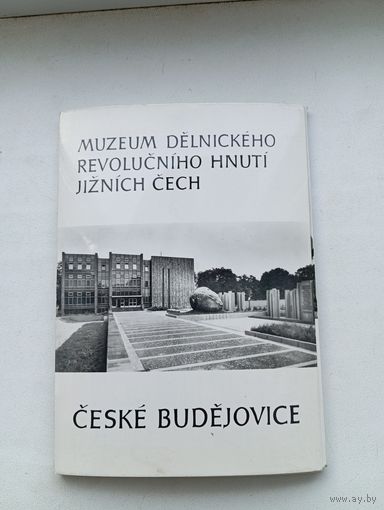 MUZEUM DĚLNICKÉHO
REVOLUČNÍHO HNUTÍ
JIŽNÍCH ČECH
ČESKÉ BUDĚJOVICE
www.ay.by